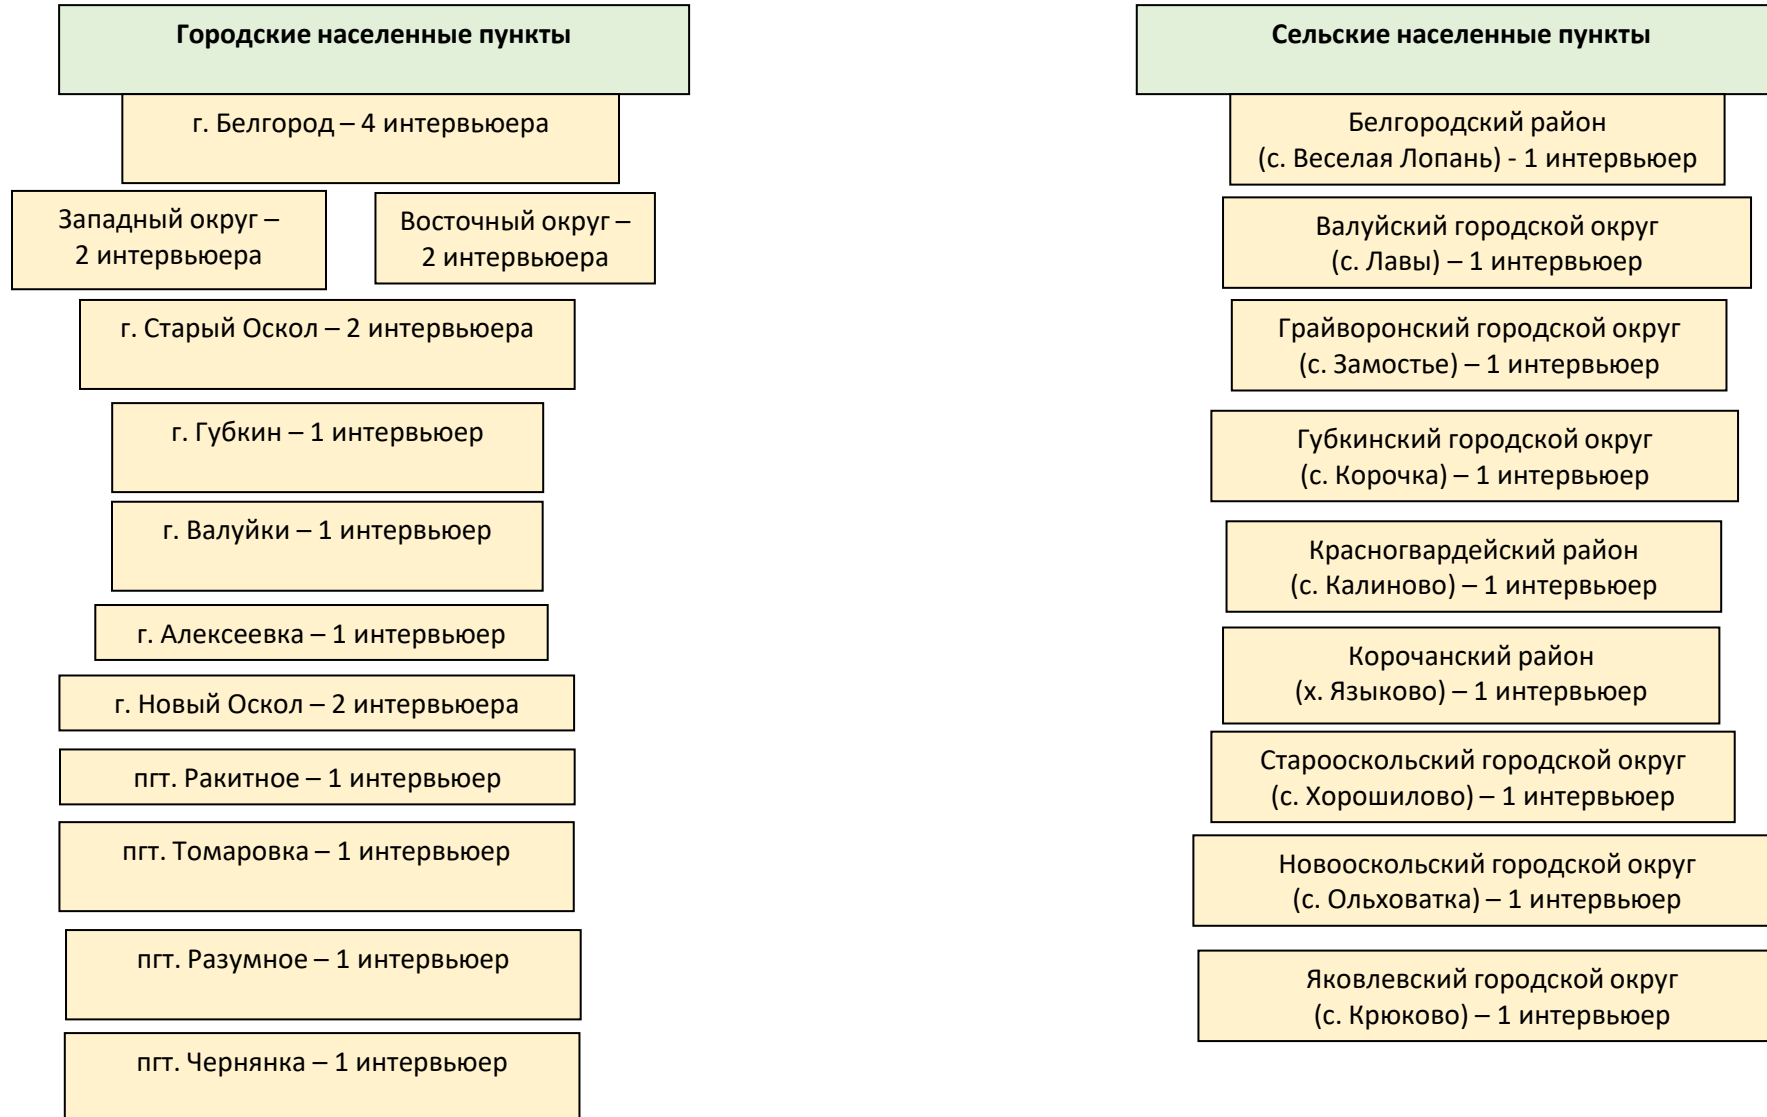 Городские населенные пункты
г. Белгород – 4 интервьюера
Западный округ –
2 интервьюера
Восточный округ –
2 интервьюера
г. Старый Оскол – 2 интервьюера
г. Губкин – 1 интервьюер
г. Валуйки – 1 интервьюер
г. Алексеевка – 1 интервьюер
г. Новый Оскол – 2 интервьюера
пгт. Ракитное – 1 интервьюер
пгт. Томаровка – 1 интервьюер
пгт. Разумное – 1 интервьюер
пгт. Чернянка – 1 интервьюер
Сельские населенные пункты
Белгородский район
(с. Веселая Лопань) - 1 интервьюер
Валуйский городской округ
(с. Лавы) – 1 интервьюер
Грайворонский городской округ
(с. Замостье) – 1 интервьюер
Губкинский городской округ
(с. Корочка) – 1 интервьюер
Красногвардейский район
(с. Калиново) – 1 интервьюер
Корочанский район
(х. Языково) – 1 интервьюер
Старооскольский городской округ
(с. Хорошилово) – 1 интервьюер
Новооскольский городской округ
(с. Ольховатка) – 1 интервьюер
Яковлевский городской округ
(с. Крюково) – 1 интервьюер